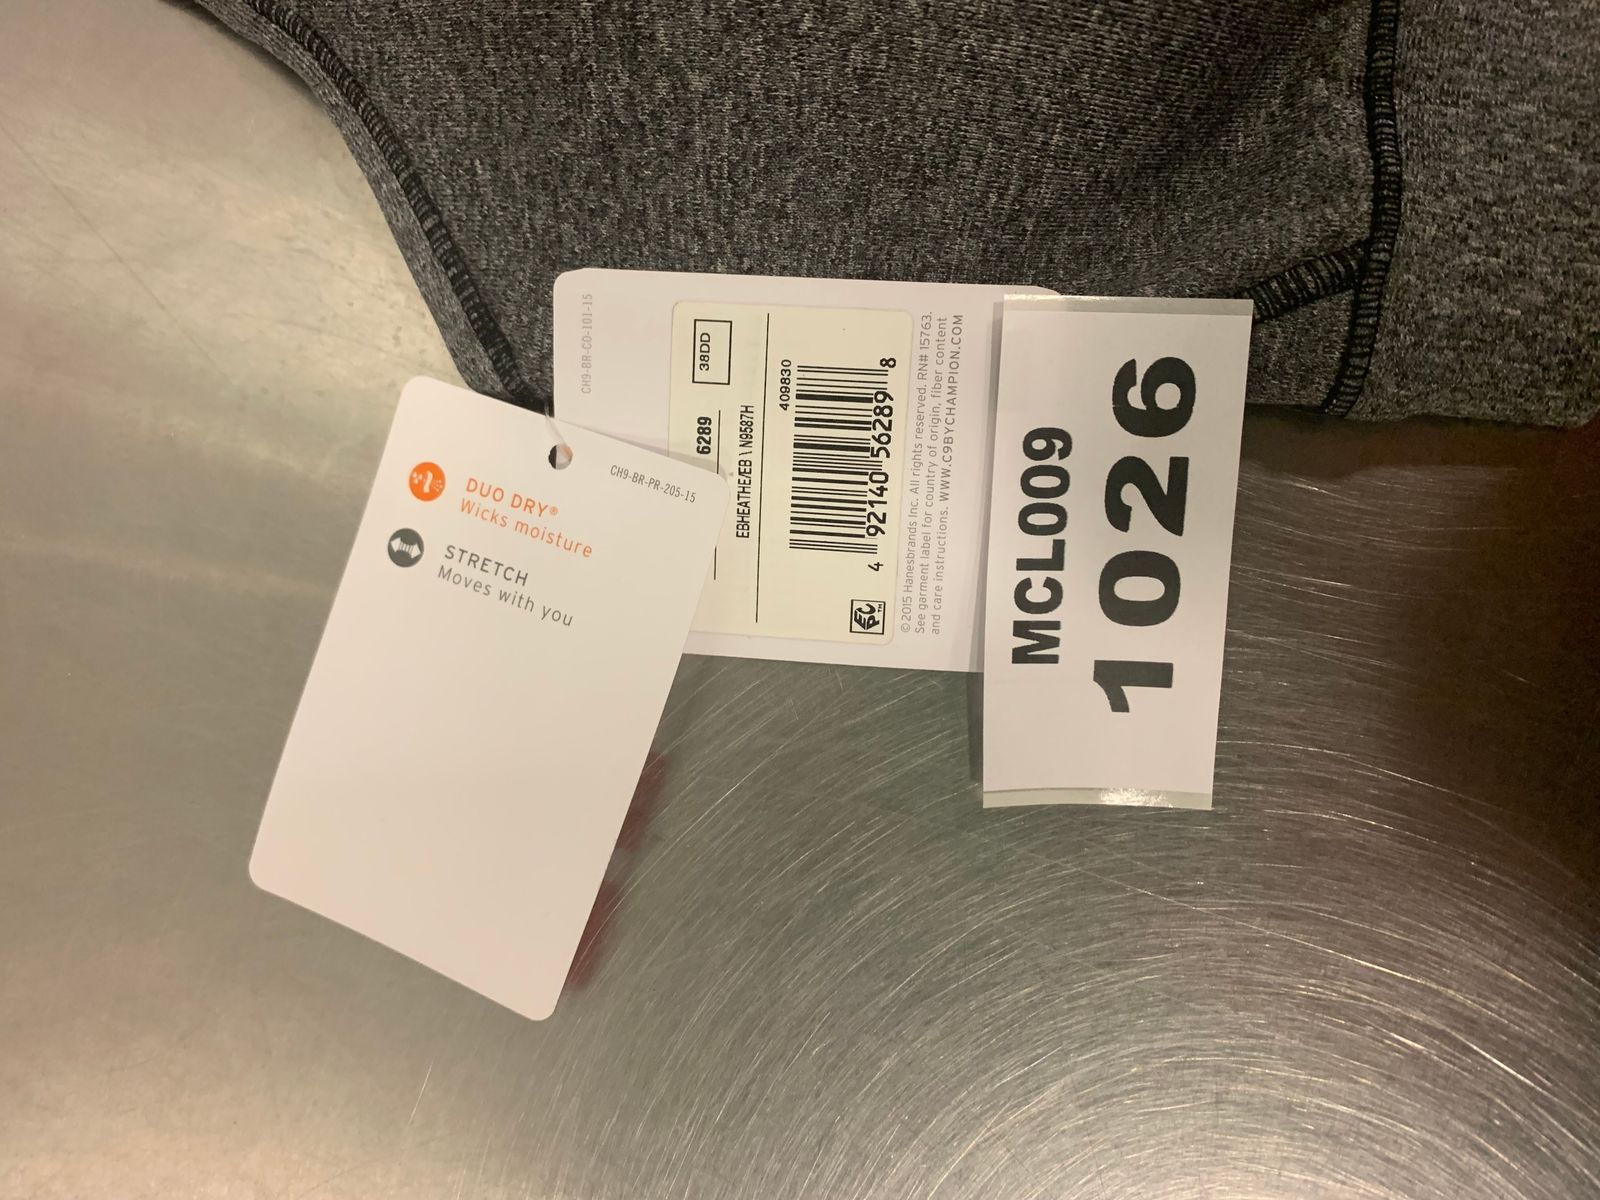 DUO DRY®
Wicks moisture
STRETCH
Moves with you
CH9-BR-PR-205-15
CH9-BR-CO-101-15
6289
38DD
EBHEATHE/EB \ N9587H
409830
4 92140 56289 8
EPC™
©2015 Hanesbrands Inc. All rights reserved. RN# 15763.
See garment label for country of origin, fiber content
and care instructions. WWW.C9BYCHAMPION.COM
MCL009
1026